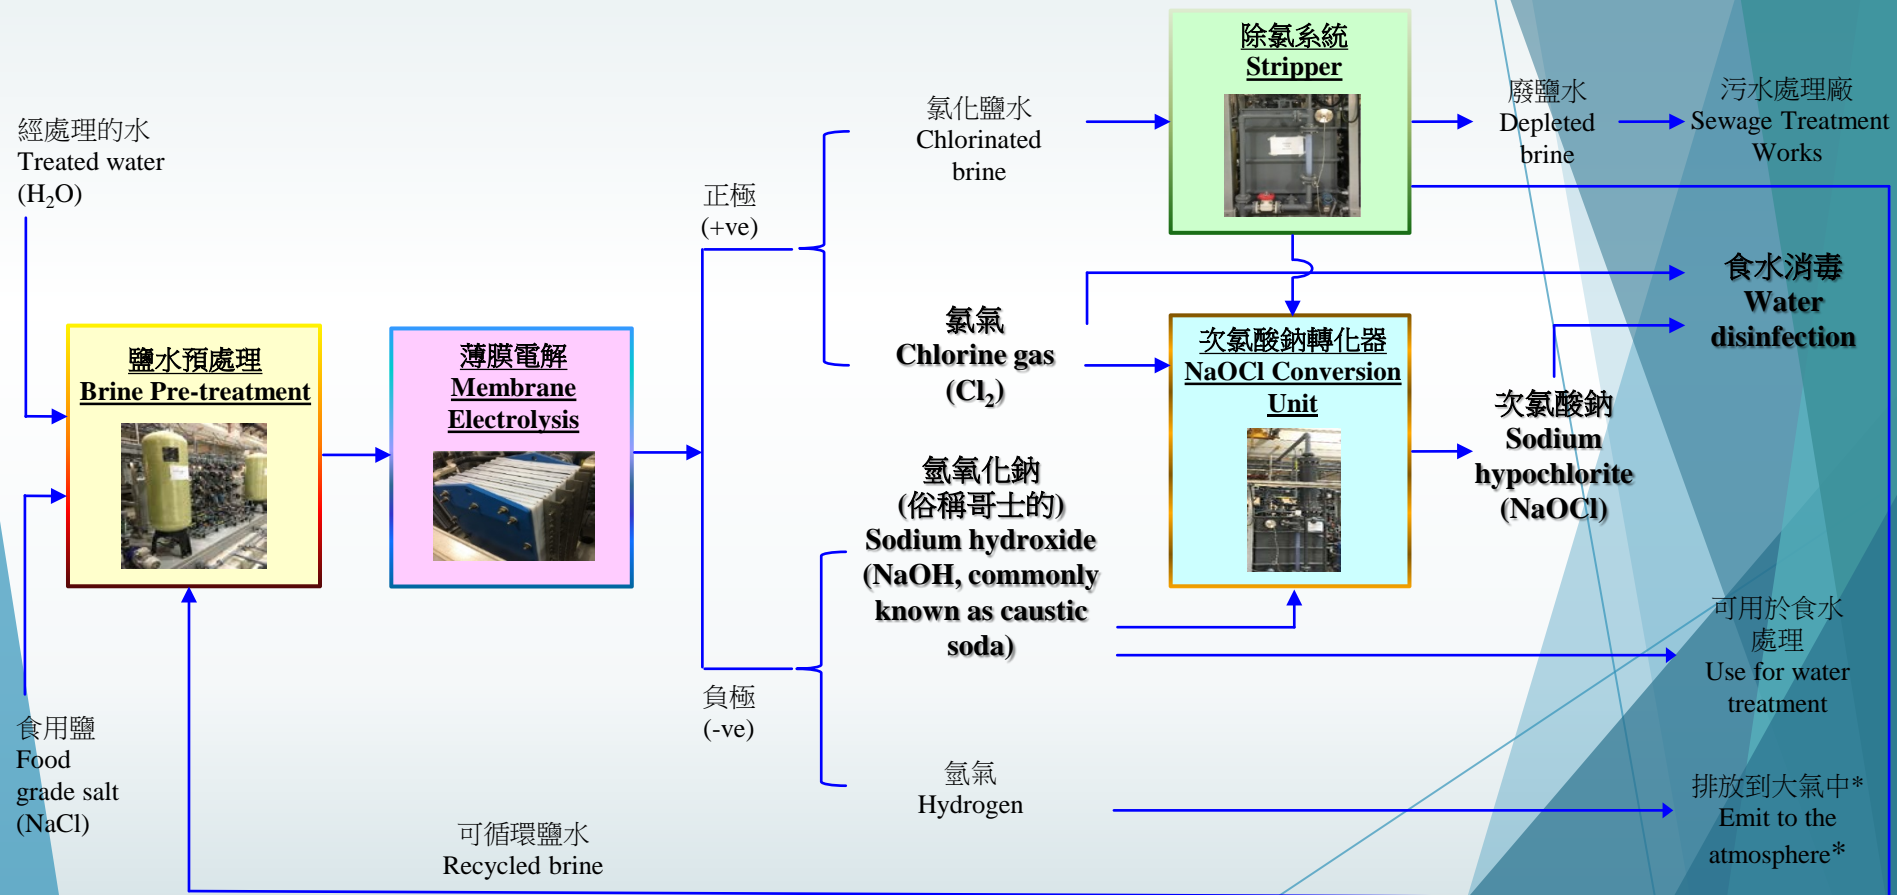 經處理的水
Treated water
(H₂O)
食用鹽
Food
grade salt
(NaCl)
鹽水預處理
Brine Pre-treatment
薄膜電解
Membrane
Electrolysis
正極
(+ve)
負極
(-ve)
氯化鹽水
Chlorinated
brine
氯氣
Chlorine gas
(Cl₂)
氫氧化鈉
(俗稱哥士的)
Sodium hydroxide
(NaOH, commonly
known as caustic
soda)
氫氣
Hydrogen
除氯系統
Stripper
次氯酸鈉轉化器
NaOCl Conversion
Unit
廢鹽水
Depleted
brine
污水處理廠
Sewage Treatment
Works
次氯酸鈉
Sodium
hypochlorite
(NaOCl)
食水消毒
Water
disinfection
可用於食水
處理
Use for water
treatment
排放到大氣中*
Emit to the
atmosphere*
可循環鹽水
Recycled brine